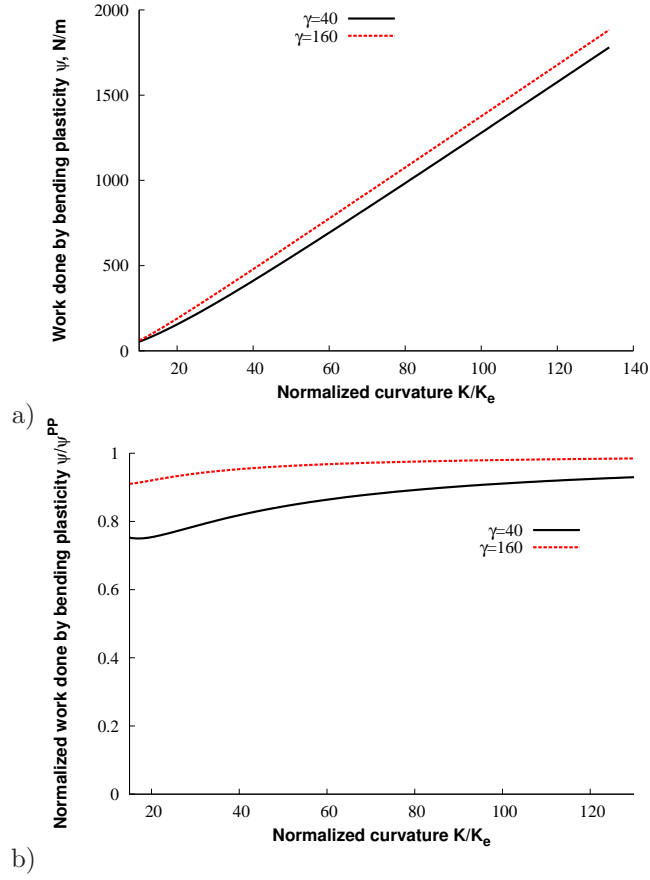 2000
1500
1000
500
0
Work done by bending plasticity ψ, N/m
γ=40
γ=160
20 40 60 80 100 120 140
Normalized curvature K/Ke
a)
1
0.8
0.6
0.4
0.2
0
Normalized work done by bending plasticity ψ/ψPP
γ=40
γ=160
20 40 60 80 100 120
Normalized curvature K/Ke
b)